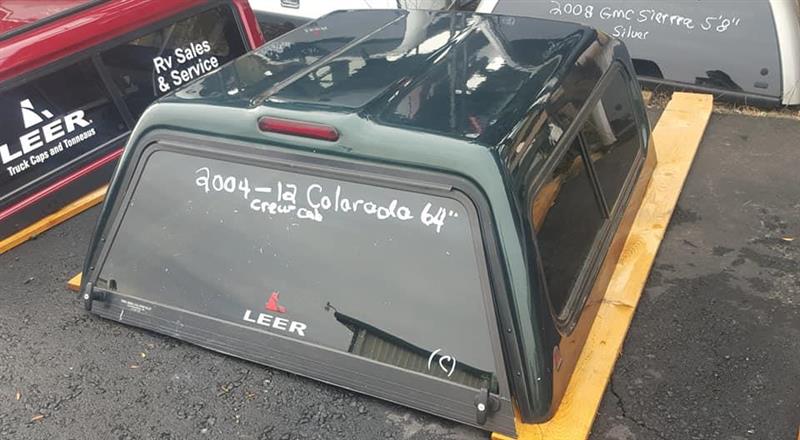 2008 GMC Sierra 5'8"
Silver
Rv Sales
& Service
LEER
Truck Caps and Tonneaus
2004-12 Colorado 64"
Crew cab
LEER
(C)